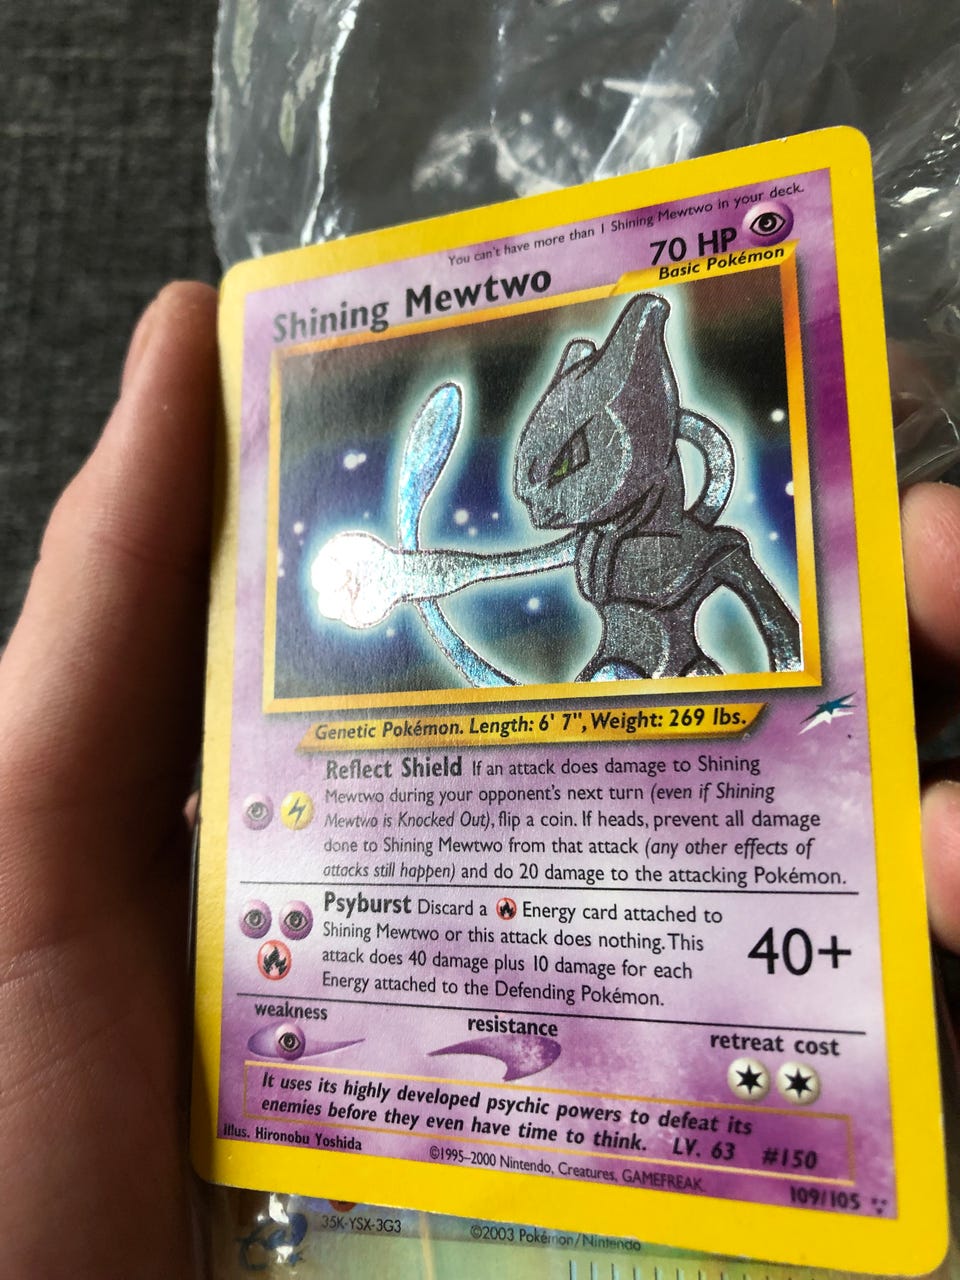 You can't have more than 1 Shining Mewtwo in your deck.
Shining Mewtwo
70 HP
Basic Pokémon
Genetic Pokémon. Length: 6' 7", Weight: 269 lbs.
Reflect Shield If an attack does damage to Shining
Mewtwo during your opponent's next turn (even if Shining
Mewtwo is Knocked Out), flip a coin. If heads, prevent all damage
done to Shining Mewtwo from that attack (any other effects of
attacks still happen) and do 20 damage to the attacking Pokémon.
Psyburst Discard a Energy card attached to
Shining Mewtwo or this attack does nothing. This
attack does 40 damage plus 10 damage for each
Energy attached to the Defending Pokémon.
40+
weakness
resistance
retreat cost
It uses its highly developed psychic powers to defeat its
enemies before they even have time to think. LV. 63 #150
Illus. Hironobu Yoshida
©1995–2000 Nintendo, Creatures, GAMEFREAK.
109/105
35K-YSX-3G3
©2003 Pokémon/Nintendo